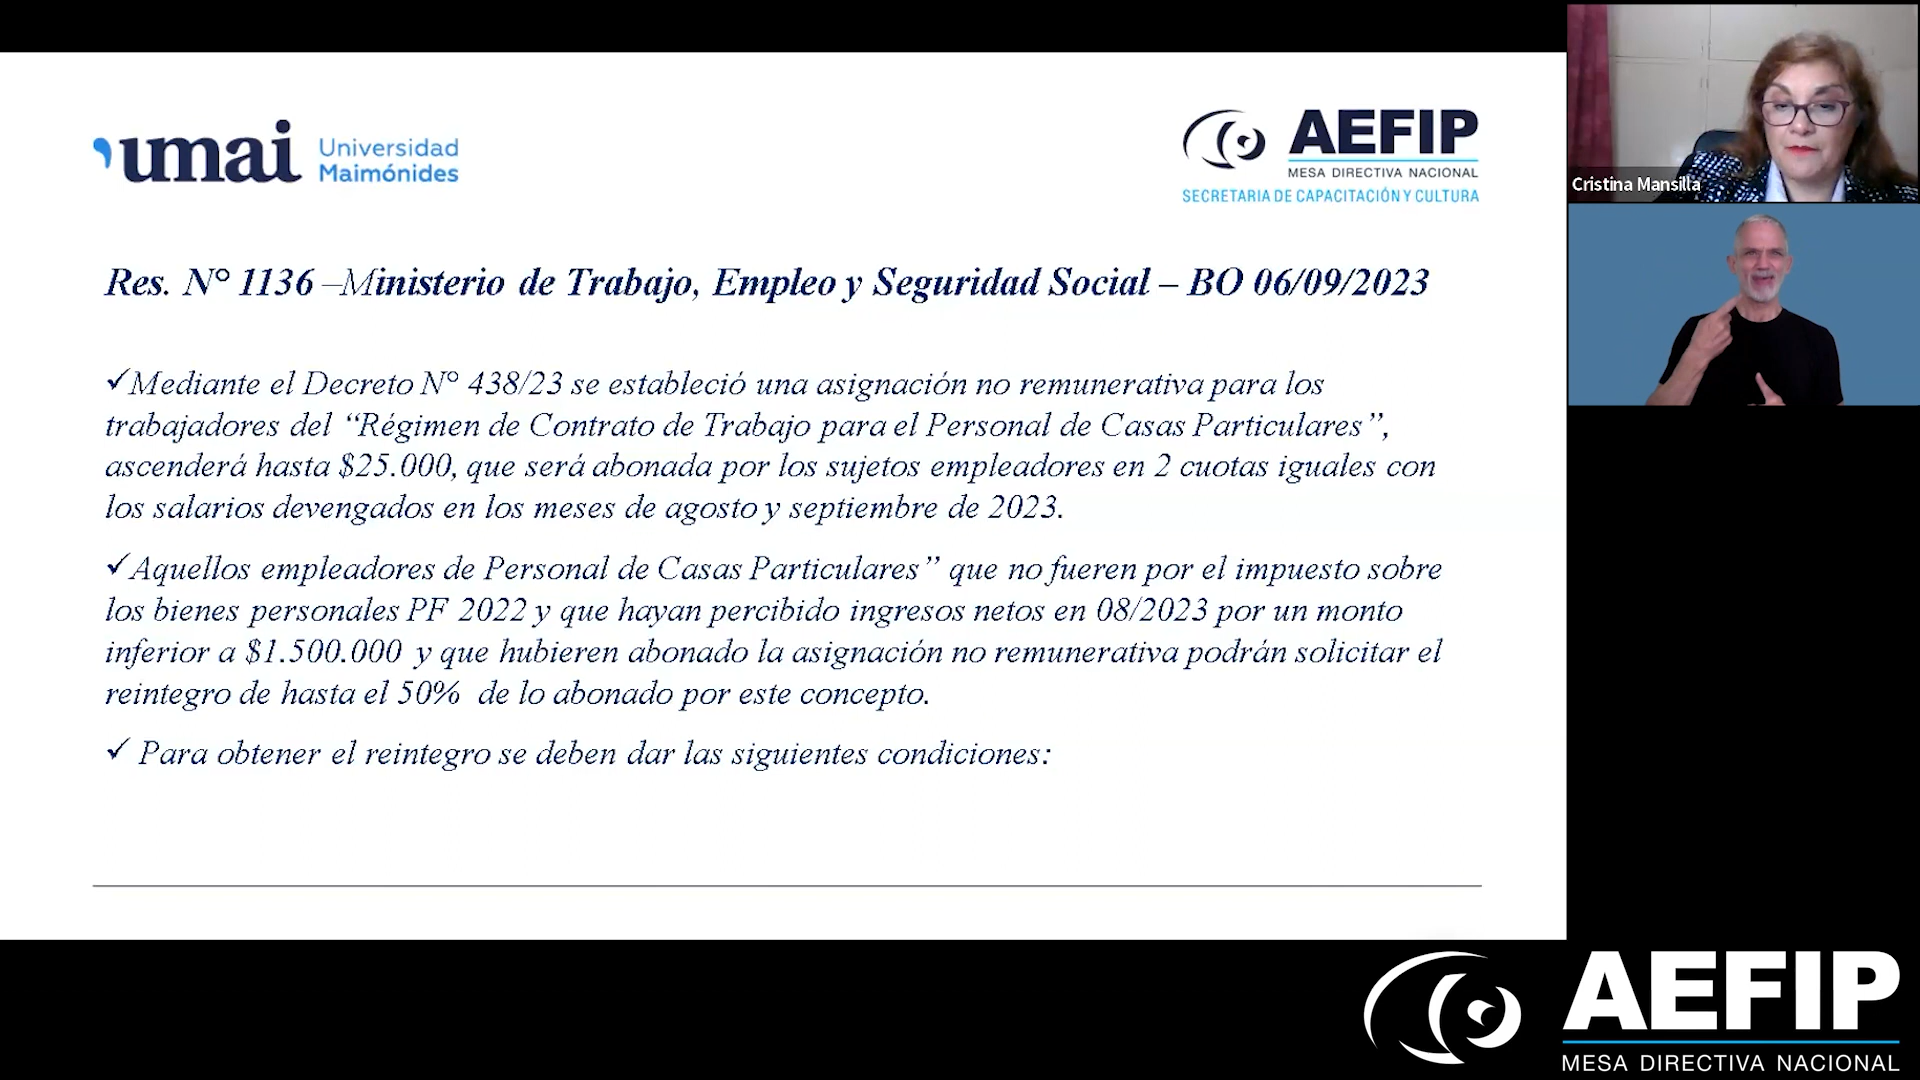 umai Universidad
Maimónides
AEFIP
MESA DIRECTIVA NACIONAL
SECRETARIA DE CAPACITACIÓN Y CULTURA
Res. N° 1136 –Ministerio de Trabajo, Empleo y Seguridad Social – BO 06/09/2023
✓Mediante el Decreto N° 438/23 se estableció una asignación no remunerativa para los
trabajadores del “Régimen de Contrato de Trabajo para el Personal de Casas Particulares”,
ascenderá hasta $25.000, que será abonada por los sujetos empleadores en 2 cuotas iguales con
los salarios devengados en los meses de agosto y septiembre de 2023.
✓Aquellos empleadores de Personal de Casas Particulares” que no fueren por el impuesto sobre
los bienes personales PF 2022 y que hayan percibido ingresos netos en 08/2023 por un monto
inferior a $1.500.000 y que hubieren abonado la asignación no remunerativa podrán solicitar el
reintegro de hasta el 50% de lo abonado por este concepto.
✓ Para obtener el reintegro se deben dar las siguientes condiciones:
Cristina Mansilla
AEFIP
MESA DIRECTIVA NACIONAL